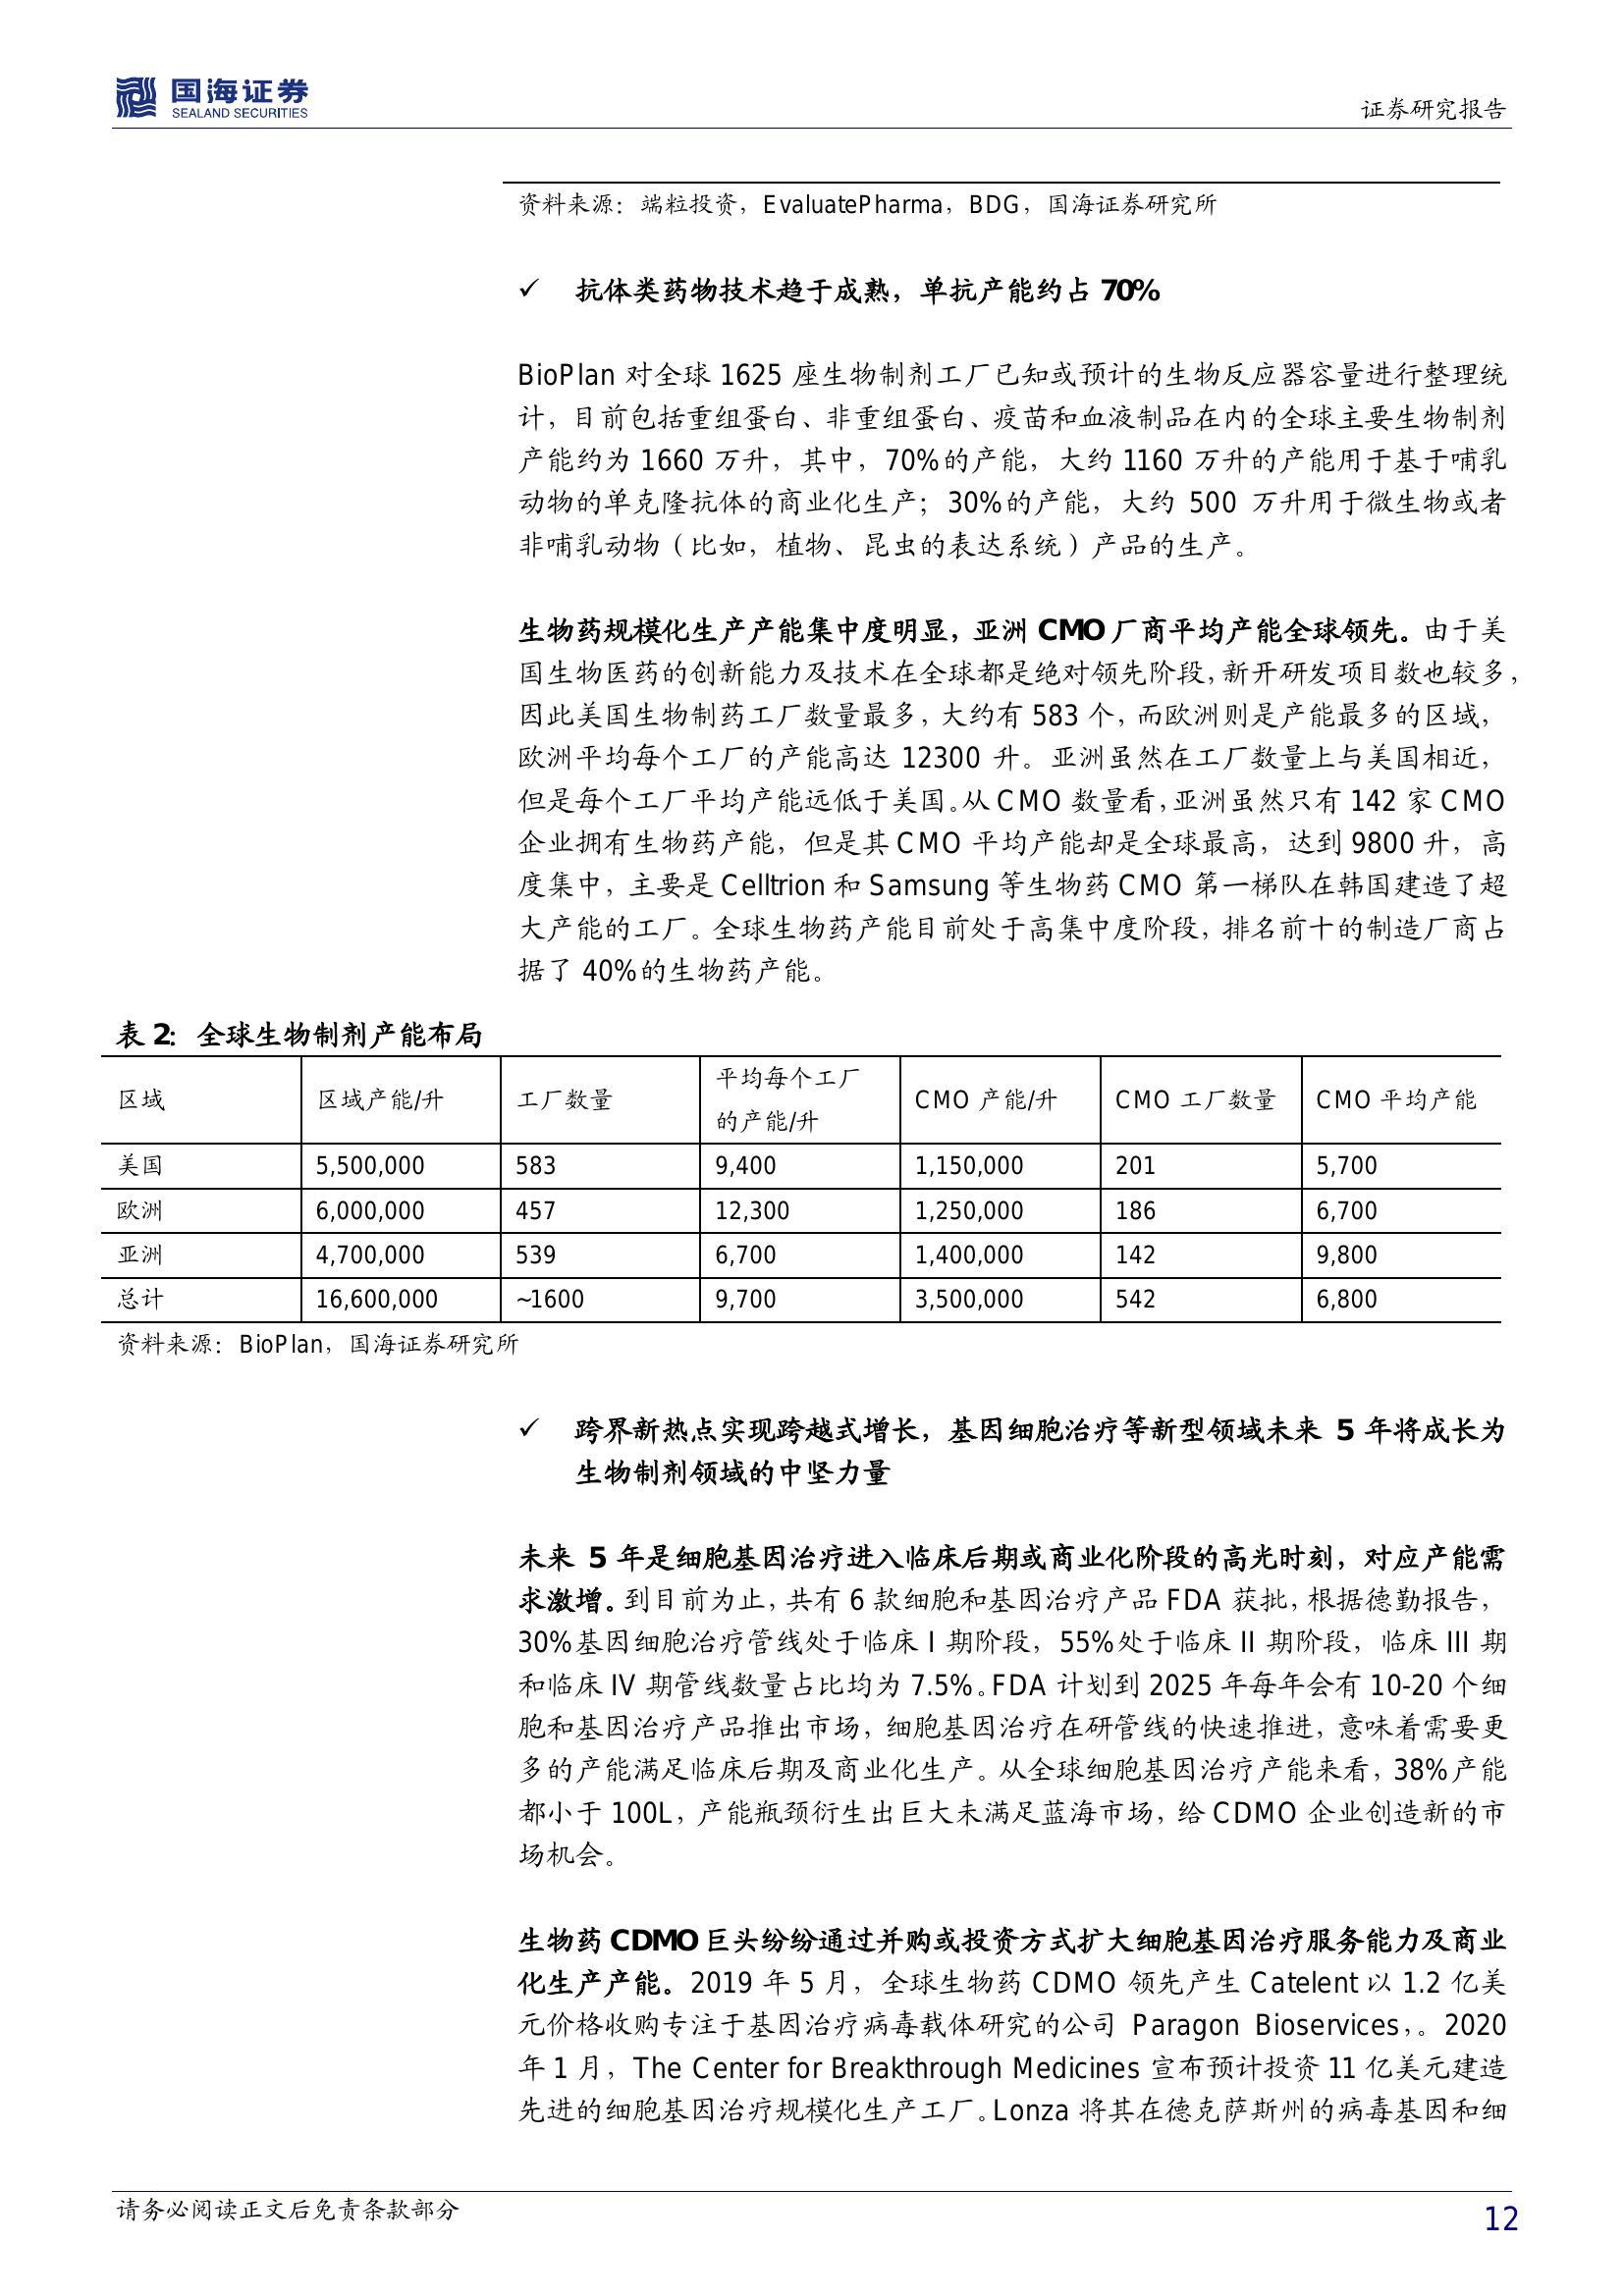 国海证券
SEALAND SECURITIES
证券研究报告
资料来源：端粒投资，EvaluatePharma，BDG，国海证券研究所
✓ 抗体类药物技术趋于成熟，单抗产能约占 70%
BioPlan 对全球 1625 座生物制剂工厂已知或预计的生物反应器容量进行整理统
计，目前包括重组蛋白、非重组蛋白、疫苗和血液制品在内的全球主要生物制剂
产能约为 1660 万升，其中，70%的产能，大约 1160 万升的产能用于基于哺乳
动物的单克隆抗体的商业化生产；30%的产能，大约 500 万升用于微生物或者
非哺乳动物（比如，植物、昆虫的表达系统）产品的生产。
生物药规模化生产产能集中度明显，亚洲 CMO 厂商平均产能全球领先。由于美
国生物医药的创新能力及技术在全球都是绝对领先阶段，新开研发项目数也较多，
因此美国生物制药工厂数量最多，大约有 583 个，而欧洲则是产能最多的区域，
欧洲平均每个工厂的产能高达 12300 升。亚洲虽然在工厂数量上与美国相近，
但是每个工厂平均产能远低于美国。从 CMO 数量看，亚洲虽然只有 142 家 CMO
企业拥有生物药产能，但是其 CMO 平均产能却是全球最高，达到 9800 升，高
度集中，主要是 Celltrion 和 Samsung 等生物药 CMO 第一梯队在韩国建造了超
大产能的工厂。全球生物药产能目前处于高集中度阶段，排名前十的制造厂商占
据了 40%的生物药产能。
表 2：全球生物制剂产能布局
区域 区域产能/升 工厂数量 平均每个工厂的产能/升 CMO 产能/升 CMO 工厂数量 CMO 平均产能
美国 5,500,000 583 9,400 1,150,000 201 5,700
欧洲 6,000,000 457 12,300 1,250,000 186 6,700
亚洲 4,700,000 539 6,700 1,400,000 142 9,800
总计 16,600,000 ~1600 9,700 3,500,000 542 6,800
资料来源：BioPlan，国海证券研究所
✓ 跨界新热点实现跨越式增长，基因细胞治疗等新型领域未来 5 年将成长为
生物制剂领域的中坚力量
未来 5 年是细胞基因治疗进入临床后期或商业化阶段的高光时刻，对应产能需
求激增。到目前为止，共有 6 款细胞和基因治疗产品 FDA 获批，根据德勤报告，
30%基因细胞治疗管线处于临床 I 期阶段，55%处于临床 II 期阶段，临床 III 期
和临床 IV 期管线数量占比均为 7.5%。FDA 计划到 2025 年每年会有 10-20 个细
胞和基因治疗产品推出市场，细胞基因治疗在研管线的快速推进，意味着需要更
多的产能满足临床后期及商业化生产。从全球细胞基因治疗产能来看，38%产能
都小于 100L，产能瓶颈衍生出巨大未满足蓝海市场，给 CDMO 企业创造新的市
场机会。
生物药 CDMO 巨头纷纷通过并购或投资方式扩大细胞基因治疗服务能力及商业
化生产产能。2019 年 5 月，全球生物药 CDMO 领先产生 Catelent 以 1.2 亿美
元价格收购专注于基因治疗病毒载体研究的公司 Paragon Bioservices，。2020
年 1 月，The Center for Breakthrough Medicines 宣布预计投资 11 亿美元建造
先进的细胞基因治疗规模化生产工厂。Lonza 将其在德克萨斯州的病毒基因和细
请务必阅读正文后免责条款部分
12